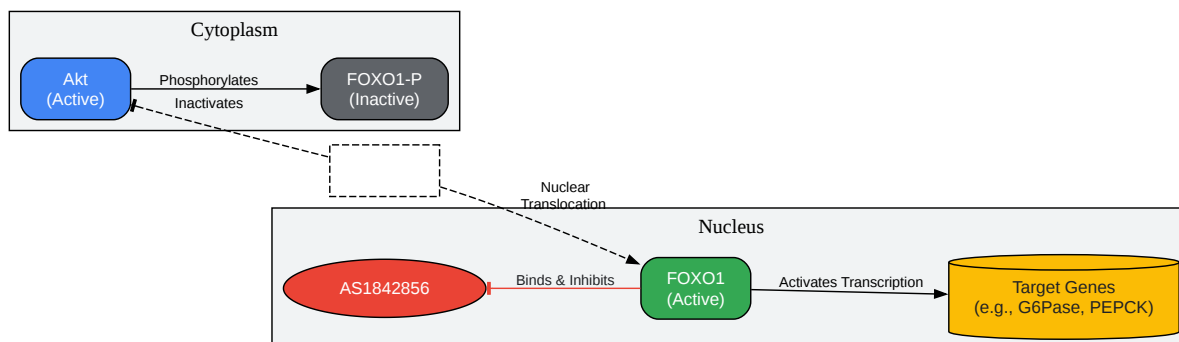 Cytoplasm
Akt
(Active)
Phosphorylates
Inactivates
FOXO1-P
(Inactive)
Nuclear
Translocation
Nucleus
AS1842856
Binds & Inhibits
FOXO1
(Active)
Activates Transcription
Target Genes
(e.g., G6Pase, PEPCK)